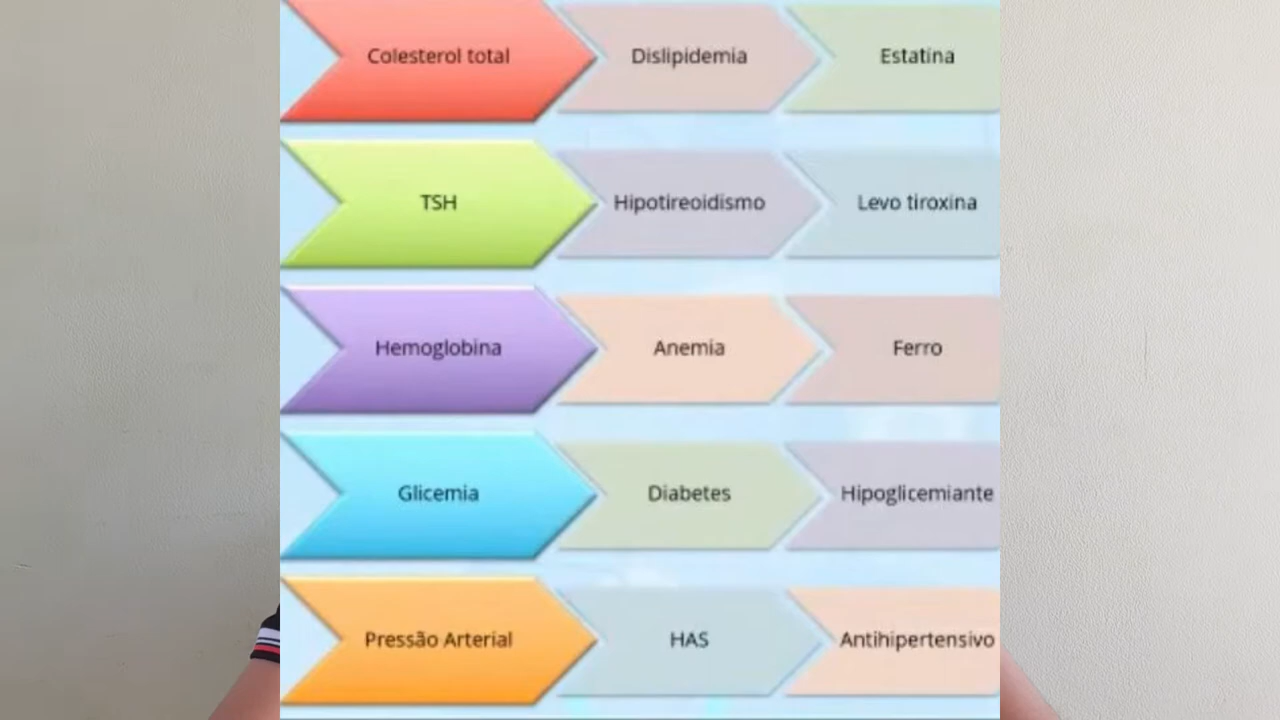 Colesterol total Dislipidemia Estatina
TSH Hipotireoidismo Levo tiroxina
Hemoglobina Anemia Ferro
Glicemia Diabetes Hipoglicemiante
Pressão Arterial HAS Antihipertensivo